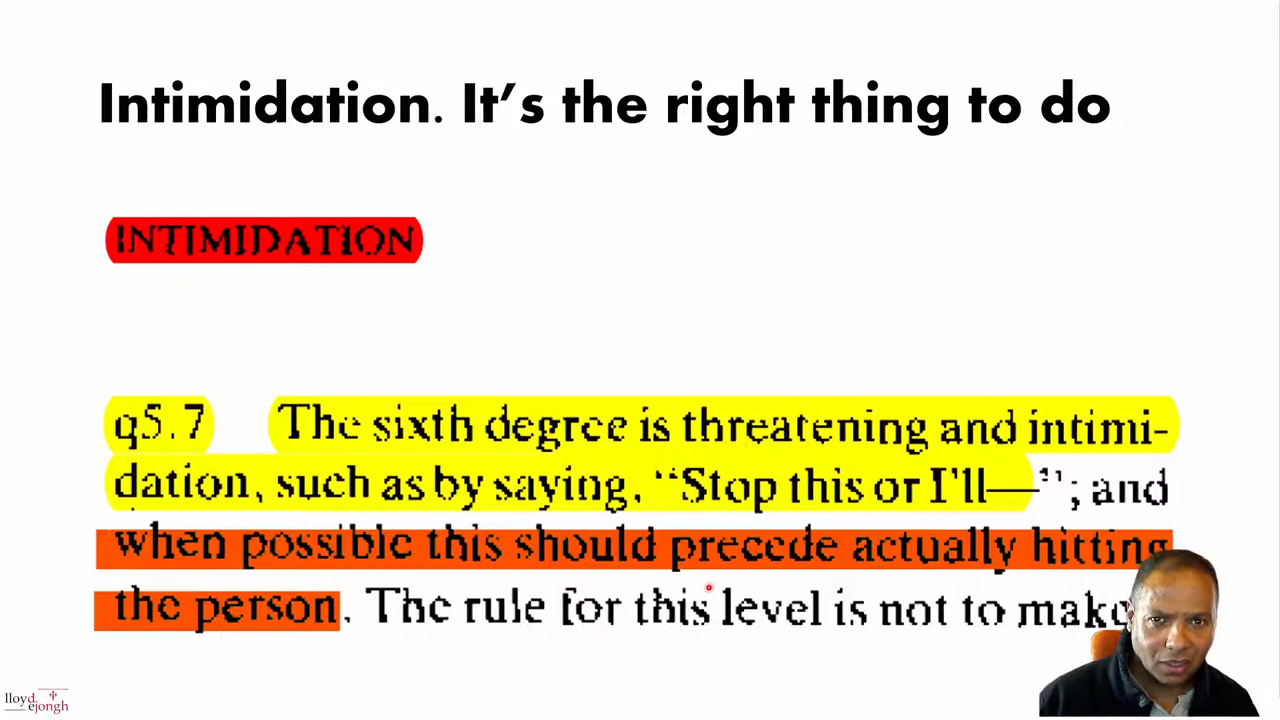 Intimidation. It's the right thing to do
INTIMIDATION
q5.7 The sixth degree is threatening and intimi-
dation, such as by saying, "Stop this or I'll—"; and
when possible this should precede actually hitting
the person. The rule for this level is not to make
lloyd
ejongh